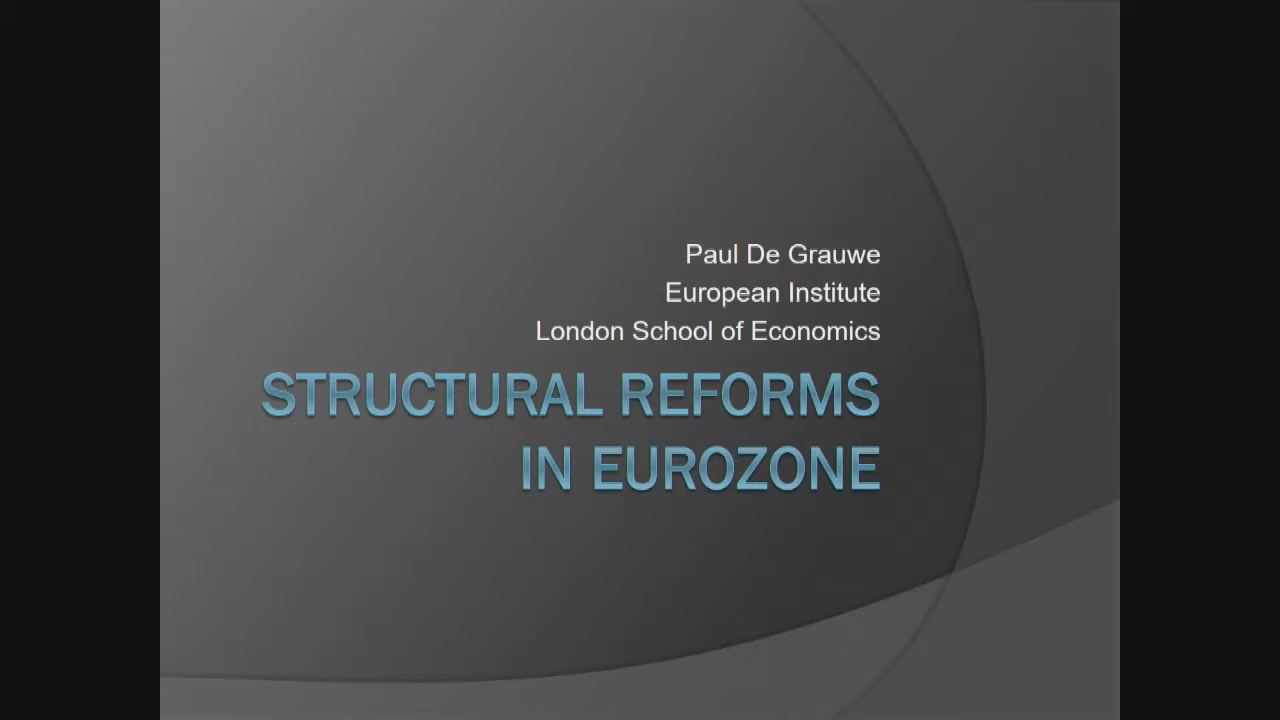 Paul De Grauwe
European Institute
London School of Economics
STRUCTURAL REFORMS
IN EUROZONE